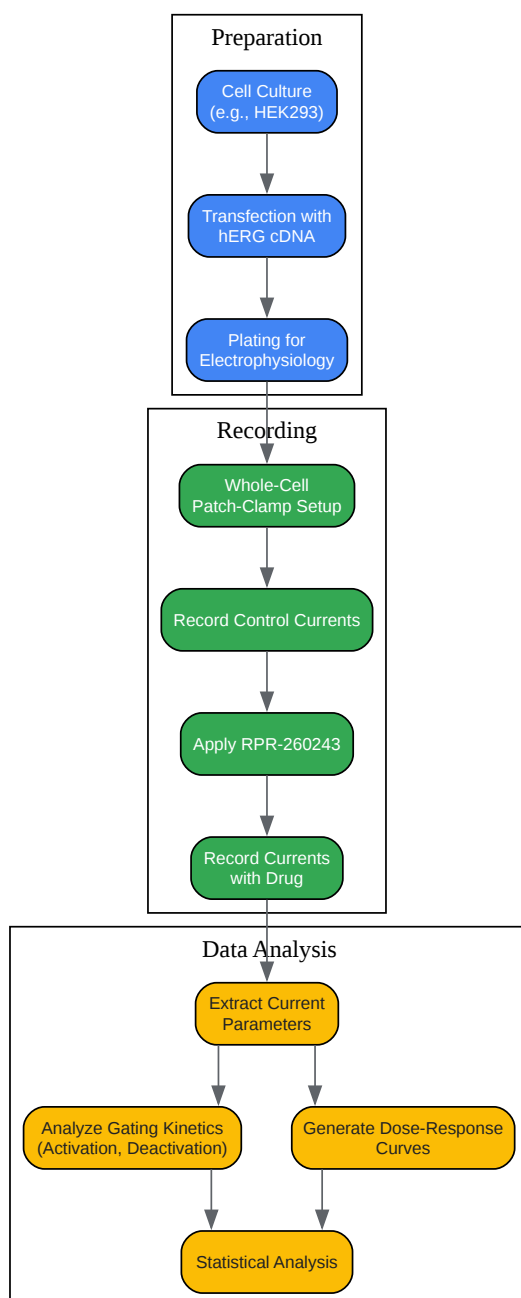 Preparation
Cell Culture
(e.g., HEK293)
Transfection with
hERG cDNA
Plating for
Electrophysiology
Recording
Whole-Cell
Patch-Clamp Setup
Record Control Currents
Apply RPR-260243
Record Currents
with Drug
Data Analysis
Extract Current
Parameters
Analyze Gating Kinetics
(Activation, Deactivation)
Generate Dose-Response
Curves
Statistical Analysis